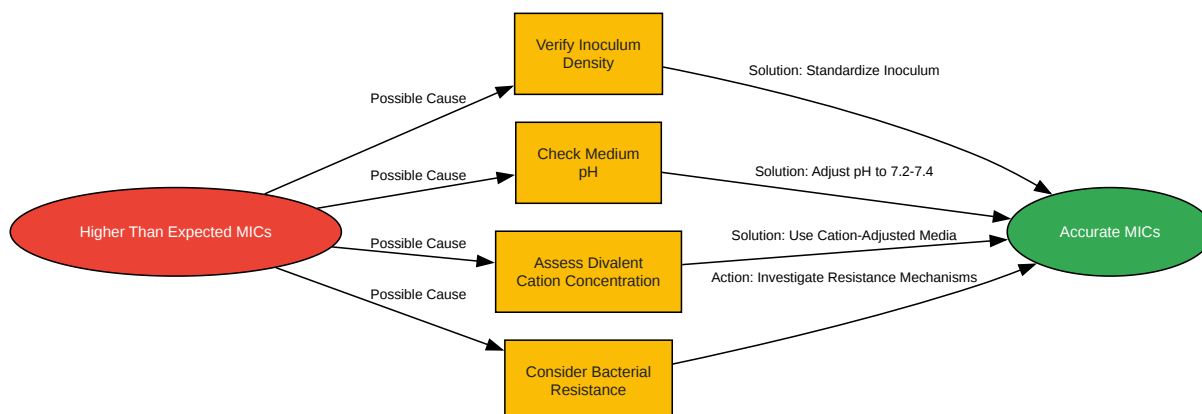 Verify Inoculum
Density
Solution: Standardize Inoculum
Possible Cause
Check Medium
pH
Solution: Adjust pH to 7.2-7.4
Possible Cause
Higher Than Expected MICs
Accurate MICs
Possible Cause
Assess Divalent
Cation Concentration
Solution: Use Cation-Adjusted Media
Possible Cause
Action: Investigate Resistance Mechanisms
Consider Bacterial
Resistance